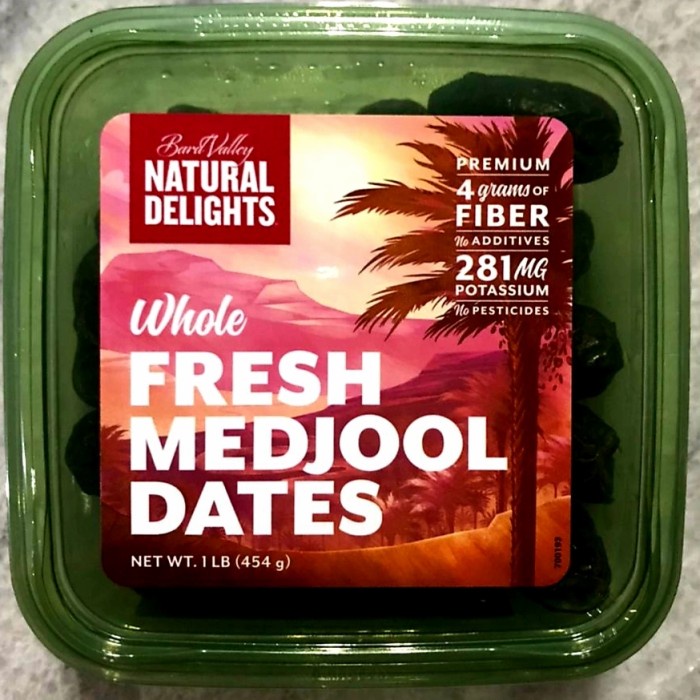 Bard Valley
NATURAL
DELIGHTS
PREMIUM
4 grams OF
FIBER
No ADDITIVES
281MG
POTASSIUM
No PESTICIDES
Whole
FRESH
MEDJOOL
DATES
NET WT. 1 LB (454 g)